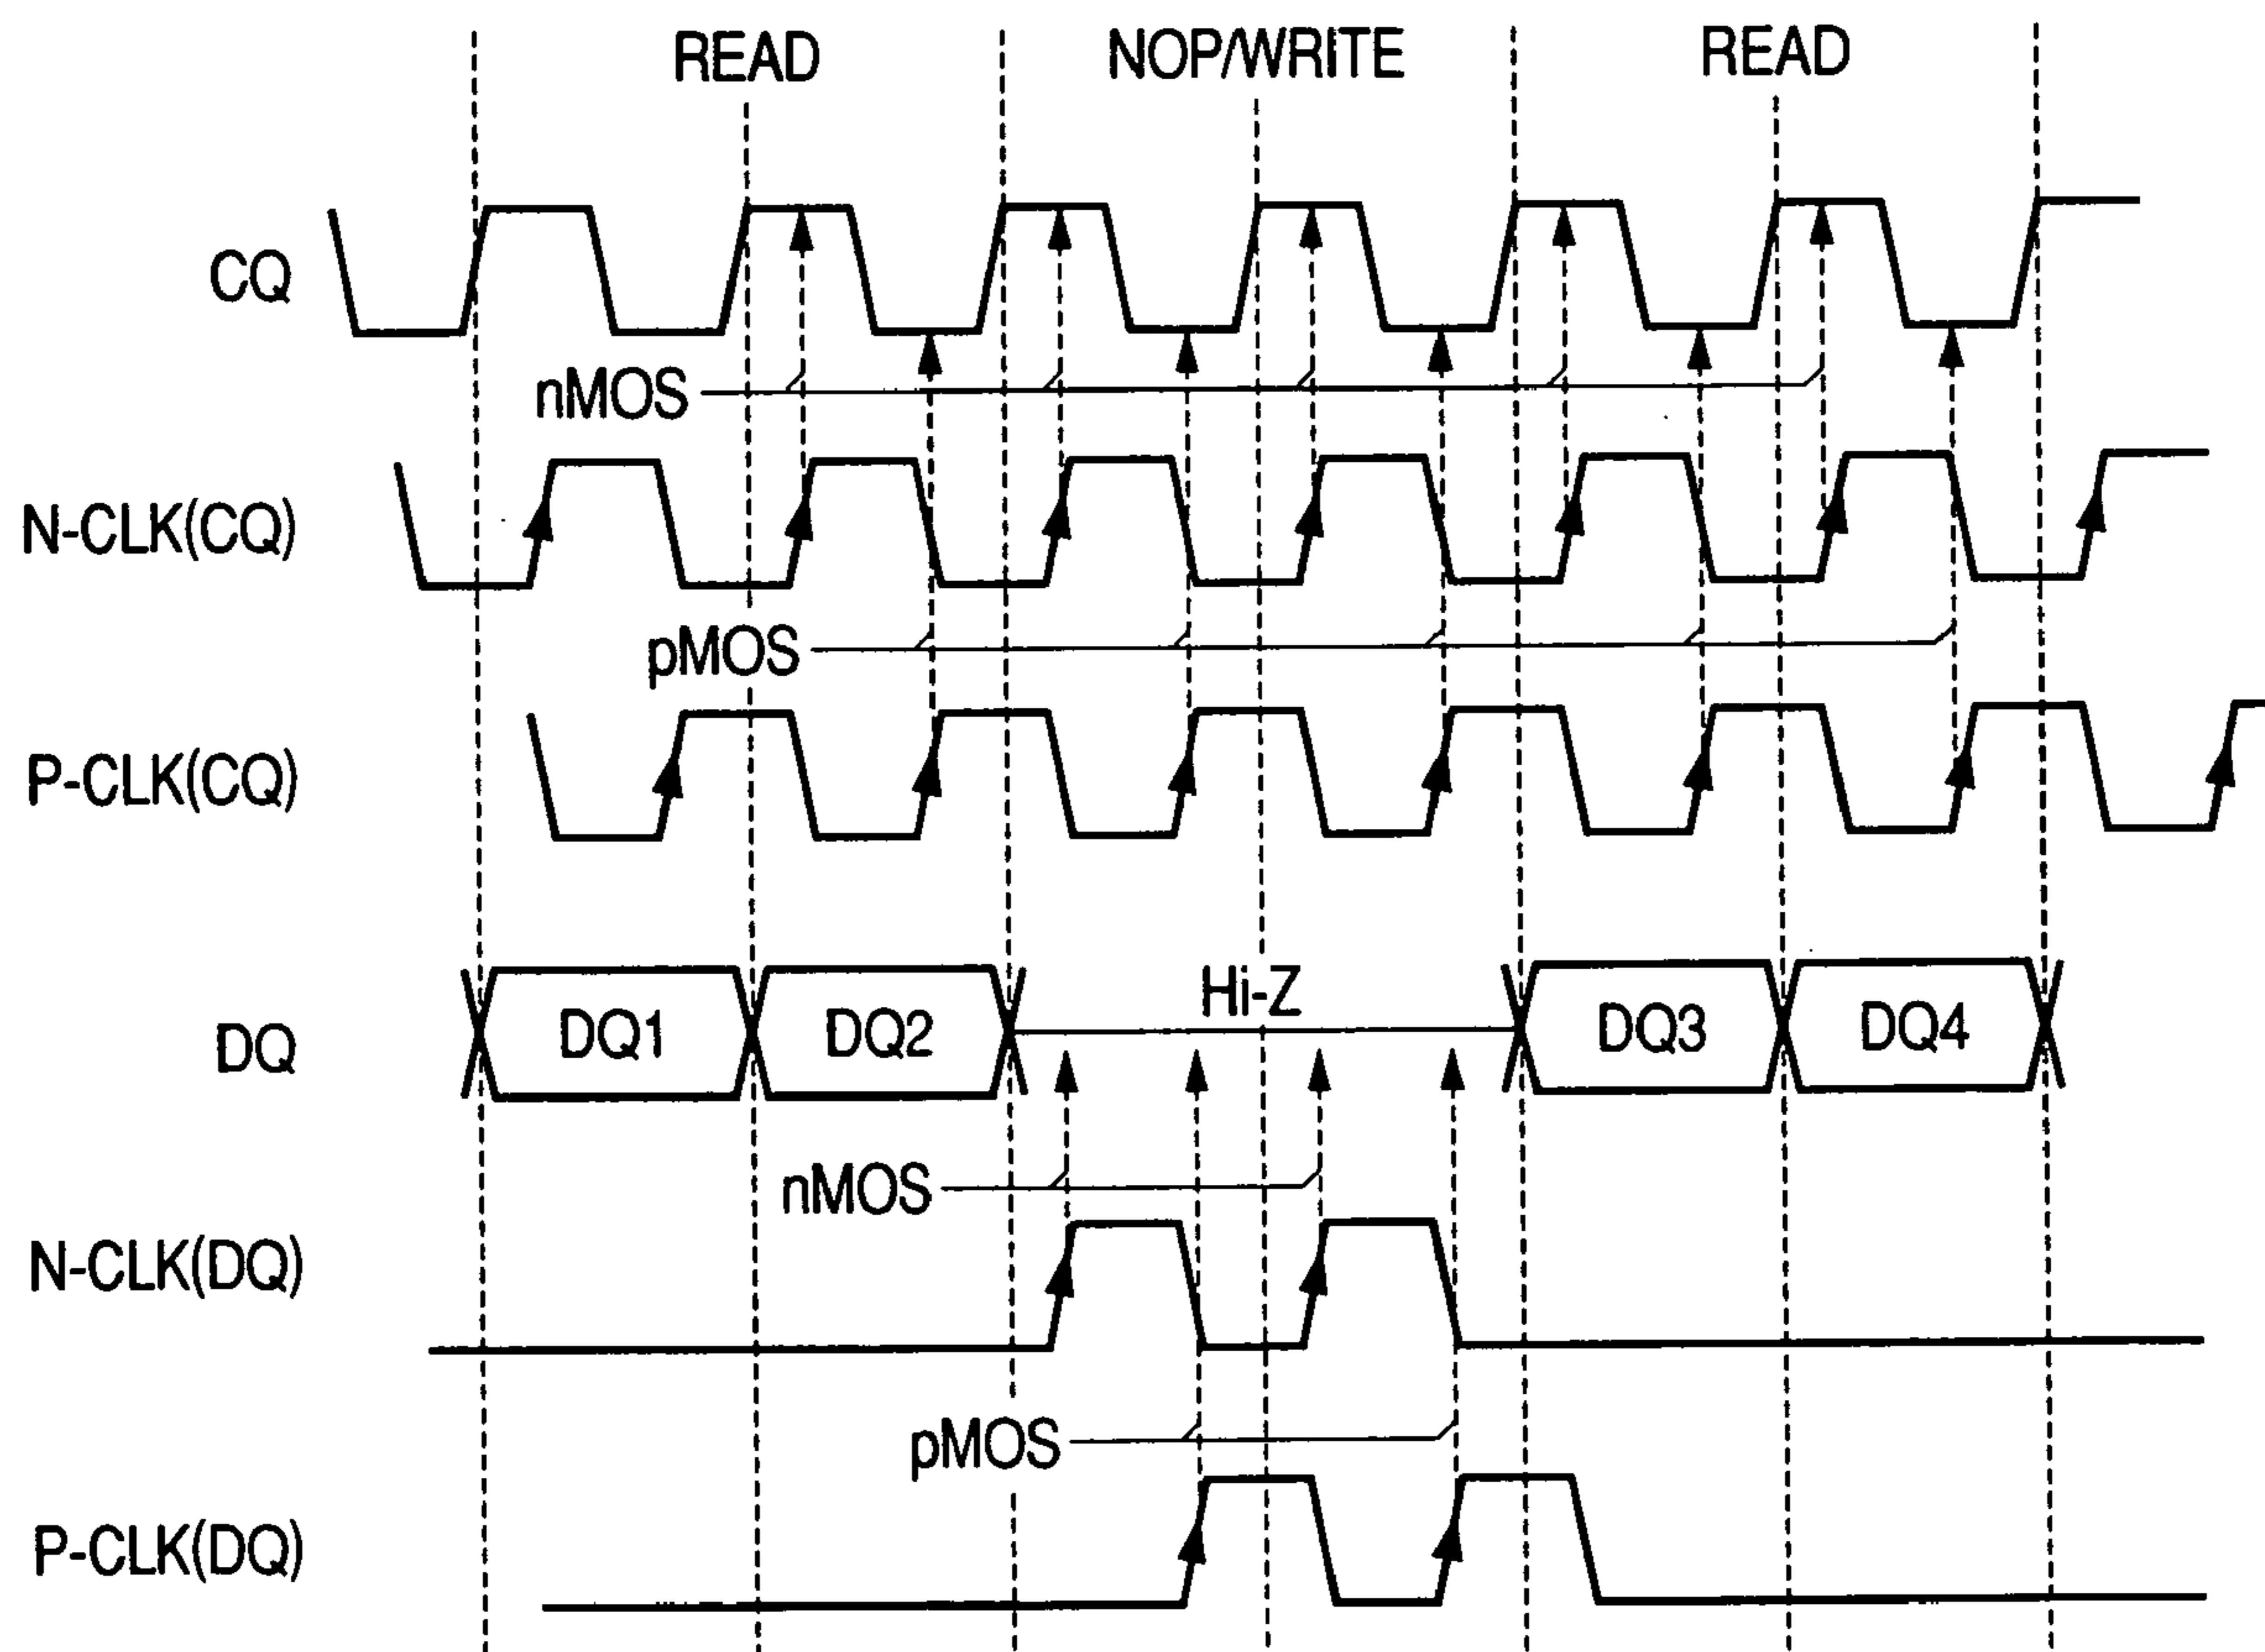 READ
NOP/WRiTE
READ
CQ
nMOS
N-CLK(CQ)
pMOS
P-CLK(CQ)
Hi-Z
DQ
DQ1
DQ2
DQ3
DQ4
nMOS
N-CLK(DQ)
pMOS
P-CLK(DQ)